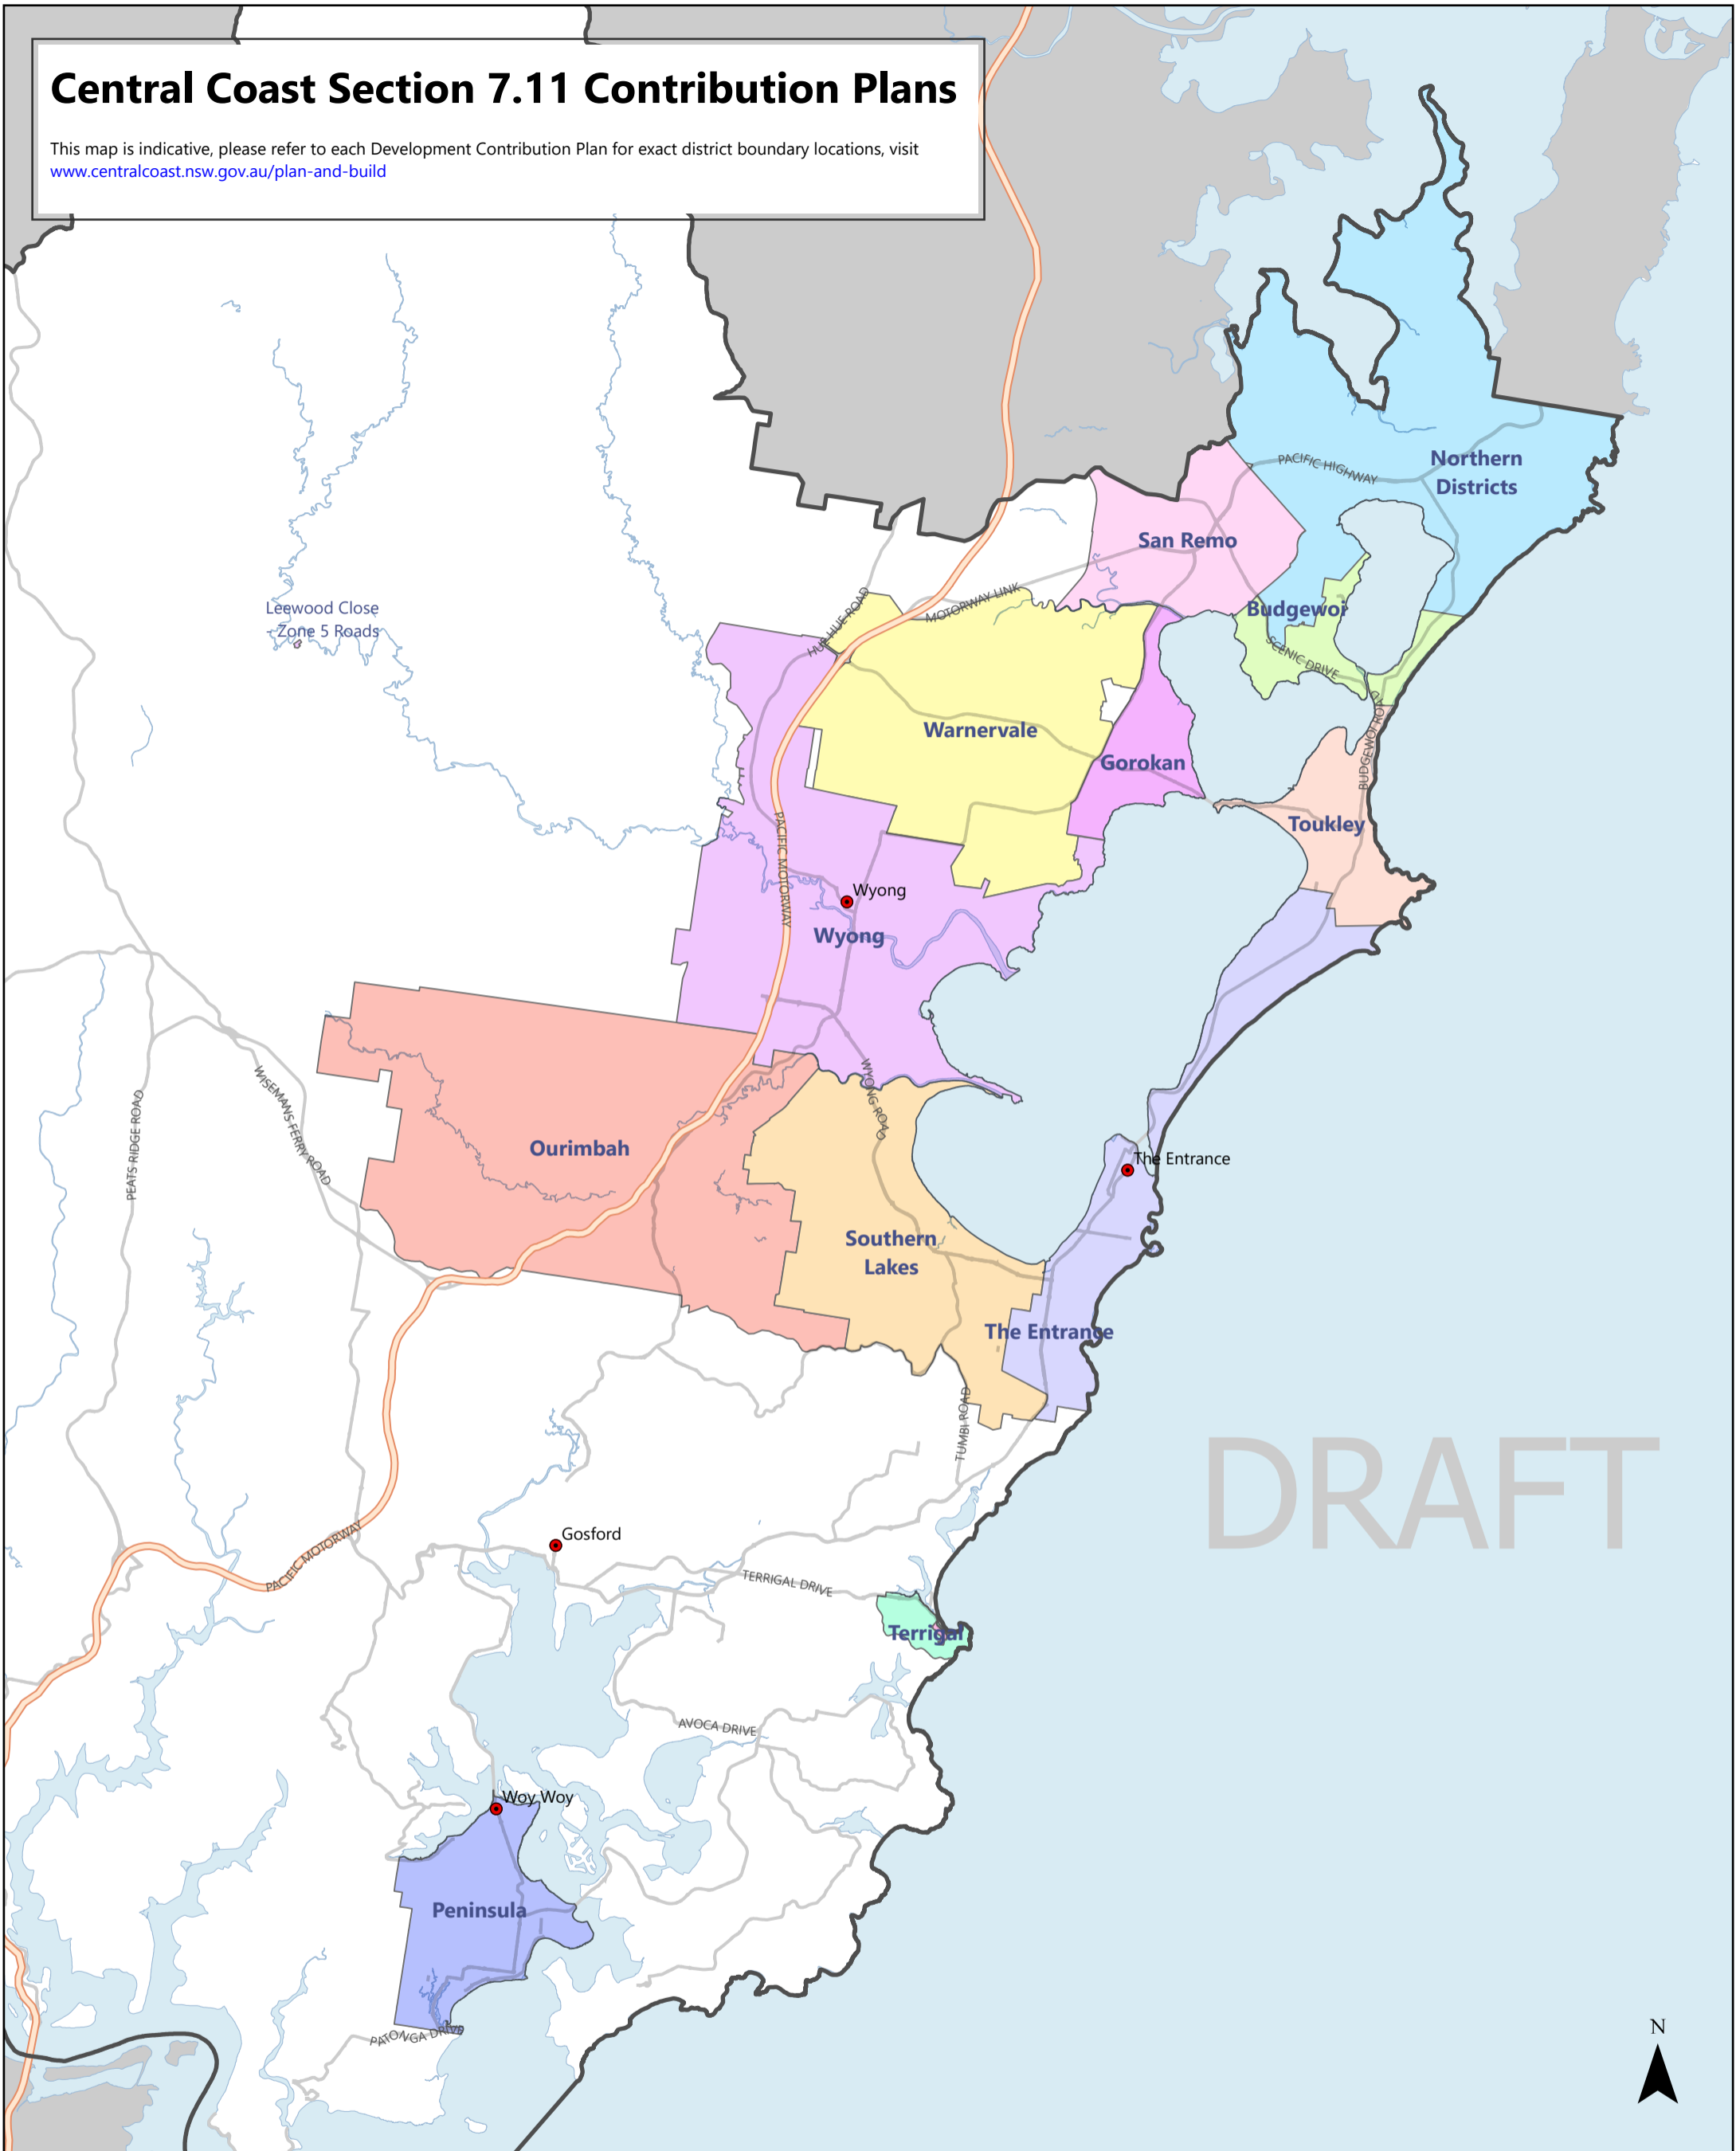 Central Coast Section 7.11 Contribution Plans
This map is indicative, please refer to each Development Contribution Plan for exact district boundary locations, visit
www.centralcoast.nsw.gov.au/plan-and-build
Northern
Districts
PACIFIC HIGHWAY
San Remo
Budgewoi
SCENIC DRIVE
Leewood Close
- Zone 5 Roads
HUE HUE ROAD
MOTORWAY LINK
Warnervale
Gorokan
BUDGEWOI ROAD
Toukley
PACIFIC MOTORWAY
Wyong
Wyong
WYONG ROAD
PEATS RIDGE ROAD
WISEMANS FERRY ROAD
Ourimbah
The Entrance
Southern
Lakes
The Entrance
TUMBI ROAD
DRAFT
Gosford
PACIFIC MOTORWAY
TERRIGAL DRIVE
Terrigal
AVOCA DRIVE
Woy Woy
Peninsula
PATONGA DRIVE
N